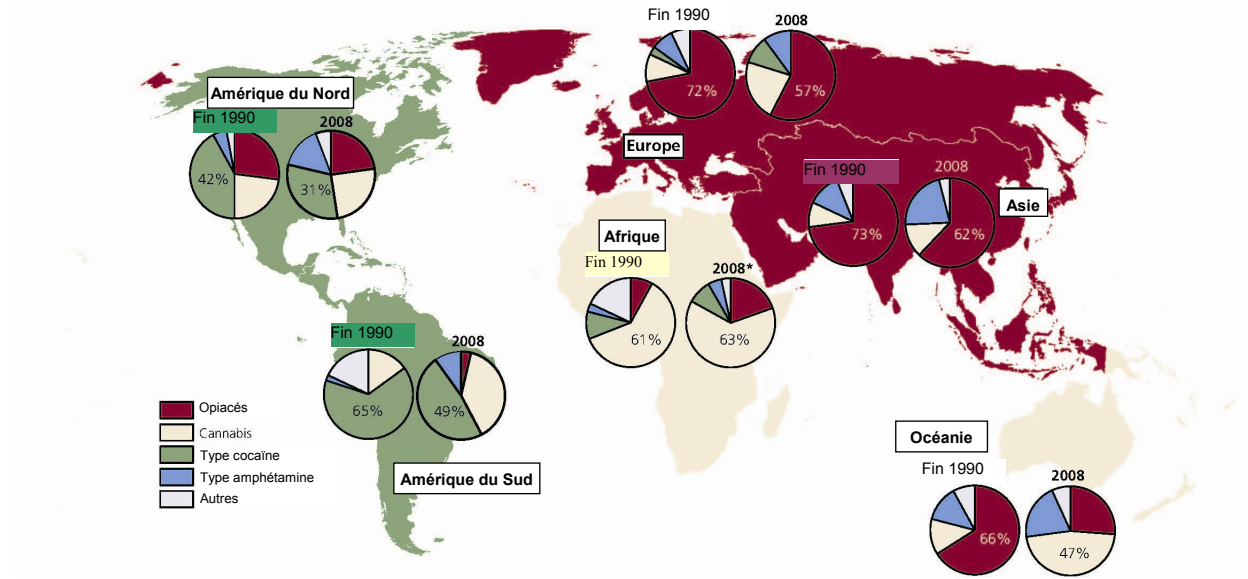 Fin 1990
2008
72%
57%
Amérique du Nord
Fin 1990
2008
42%
31%
Europe
Fin 1990
2008
73%
62%
Asie
Afrique
Fin 1990
2008*
61%
63%
Fin 1990
2008
65%
49%
Amérique du Sud
Opiacés
Cannabis
Type cocaïne
Type amphétamine
Autres
Océanie
Fin 1990
2008
66%
47%